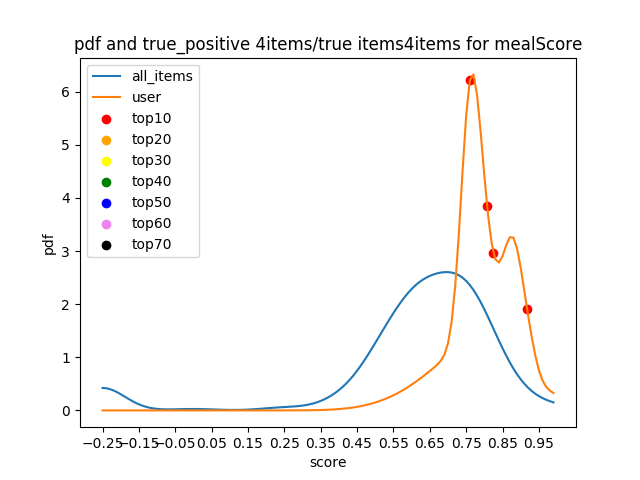 pdf and true_positive 4items/true items4items for mealScore
all_items
user
top10
top20
top30
top40
top50
top60
top70
pdf
6
5
4
3
2
1
0
−0.25 −0.15 −0.05 0.05 0.15 0.25 0.35 0.45 0.55 0.65 0.75 0.85 0.95
score